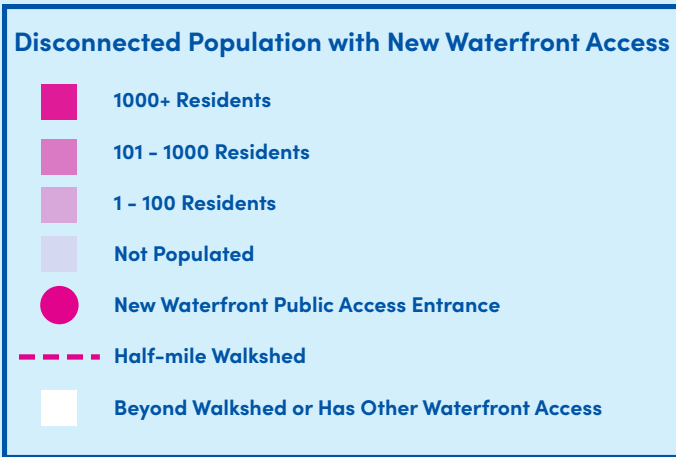 Disconnected Population with New Waterfront Access
1000+ Residents
101 - 1000 Residents
1 - 100 Residents
Not Populated
New Waterfront Public Access Entrance
Half-mile Walkshed
Beyond Walkshed or Has Other Waterfront Access